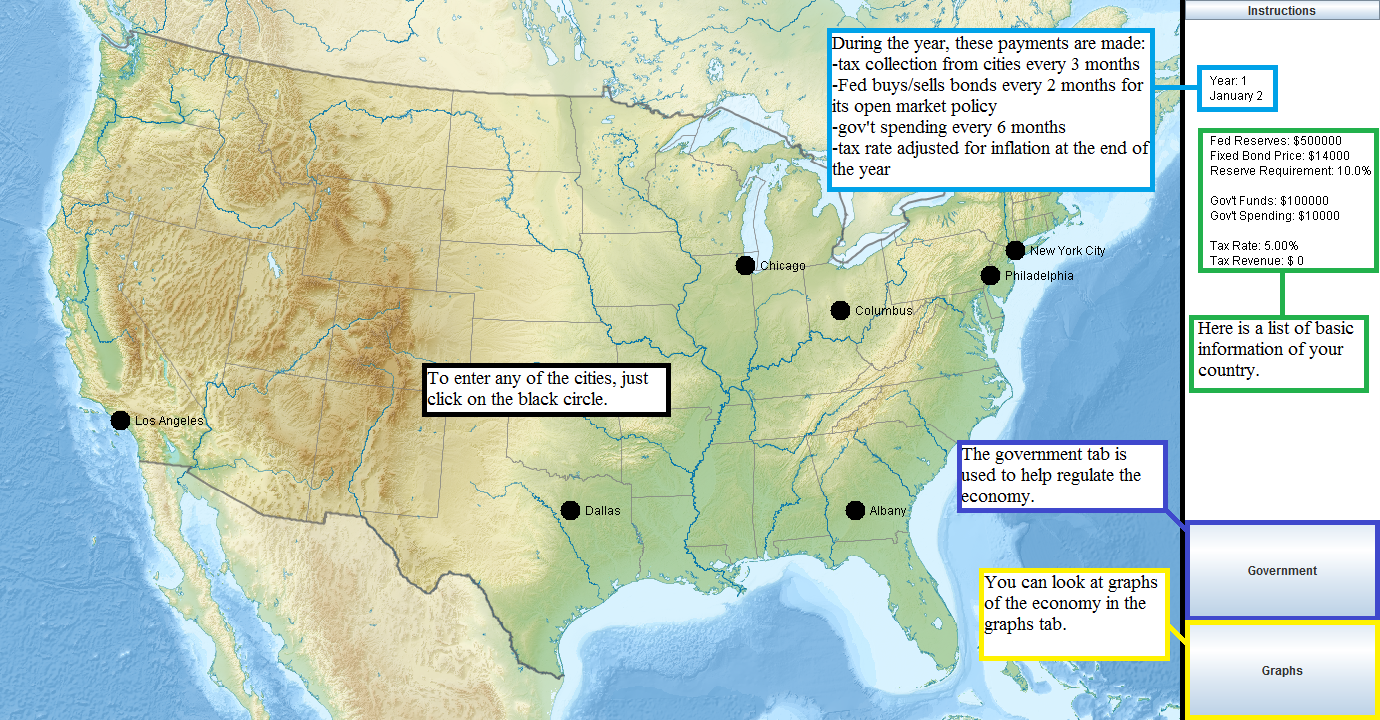 Instructions
During the year, these payments are made:
-tax collection from cities every 3 months
-Fed buys/sells bonds every 2 months for
its open market policy
-gov't spending every 6 months
-tax rate adjusted for inflation at the end of
the year
Year: 1
January 2
Fed Reserves: $500000
Fixed Bond Price: $14000
Reserve Requirement: 10.0%
Gov't Funds: $100000
Gov't Spending: $10000
Tax Rate: 5.00%
Tax Revenue: $ 0
Here is a list of basic
information of your
country.
New York City
Chicago
Philadelphia
Columbus
To enter any of the cities, just
click on the black circle.
Los Angeles
Dallas
Albany
The government tab is
used to help regulate the
economy.
Government
You can look at graphs
of the economy in the
graphs tab.
Graphs